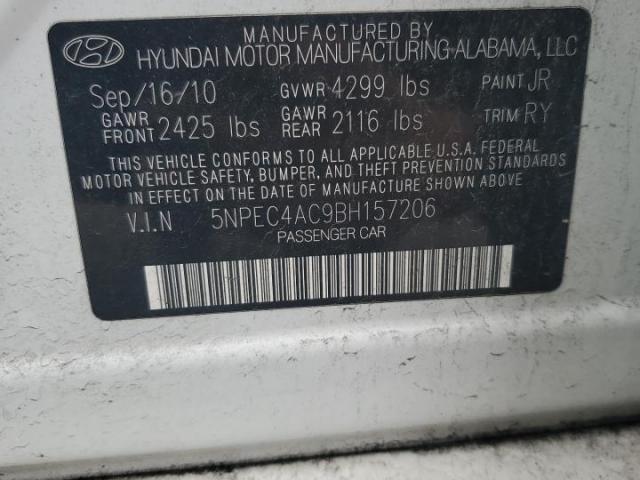 MANUFACTURED BY
HYUNDAI MOTOR MANUFACTURING ALABAMA, LLC
Sep/16/10 GVWR 4299 lbs PAINT JR
GAWR FRONT 2425 lbs GAWR REAR 2116 lbs TRIM RY
THIS VEHICLE CONFORMS TO ALL APPLICABLE U.S.A. FEDERAL
MOTOR VEHICLE SAFETY, BUMPER, AND THEFT PREVENTION STANDARDS
IN EFFECT ON THE DATE OF MANUFACTURE SHOWN ABOVE.
V.I.N 5NPEC4AC9BH157206
PASSENGER CAR